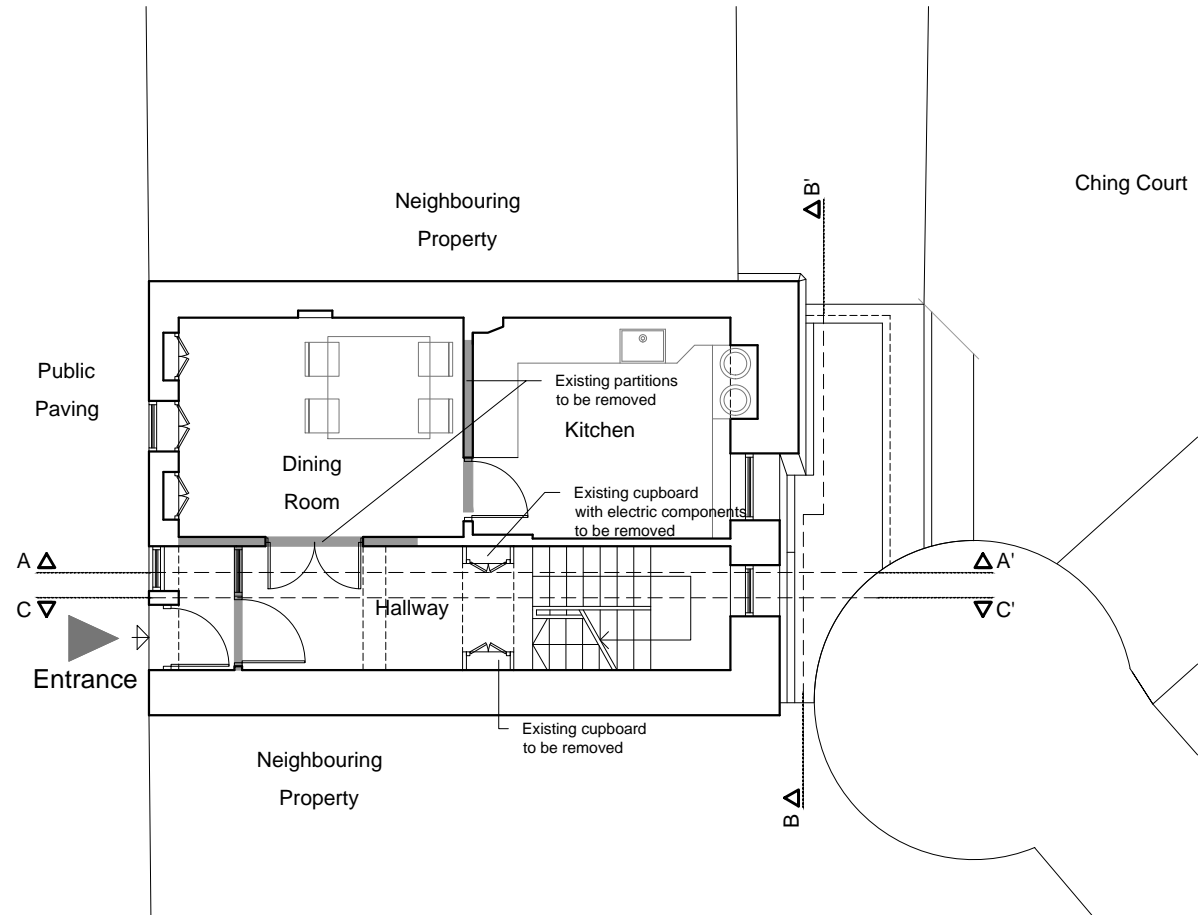 Ching Court
B'
Neighbouring
Property
Public
Paving
Existing partitions
to be removed
Kitchen
Dining
Room
Existing cupboard
with electric components
to be removed
A
A'
C
Hallway
C'
Entrance
Existing cupboard
to be removed
Neighbouring
Property
B